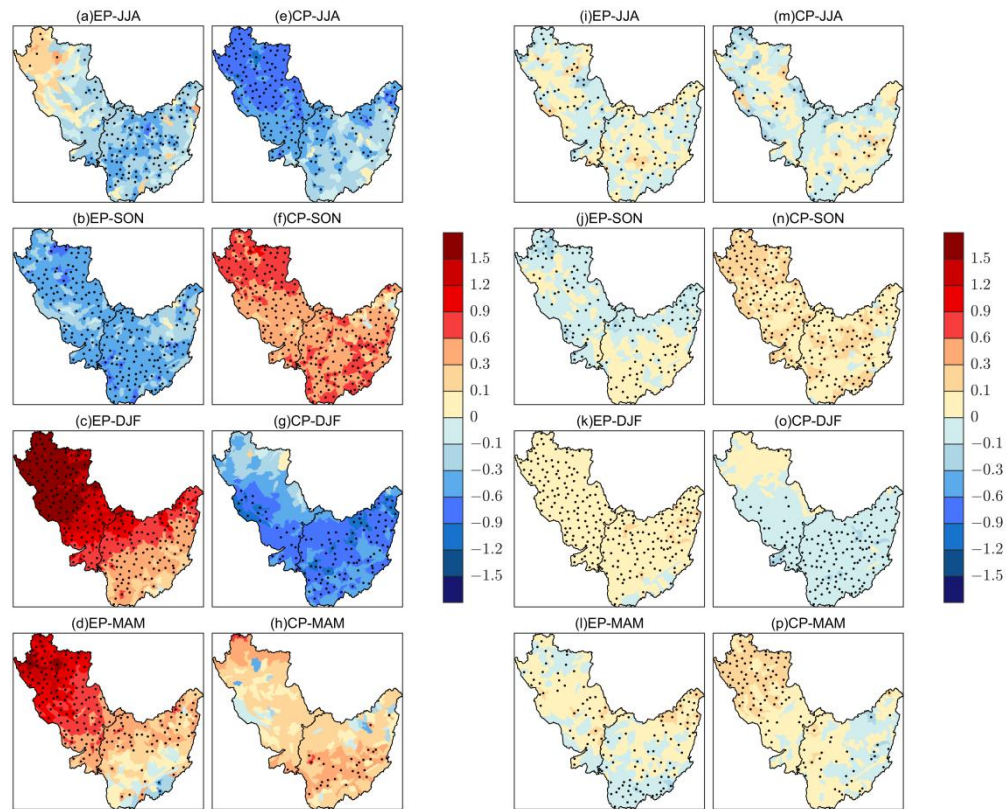 (a)EP-JJA
(e)CP-JJA
(i)EP-JJA
(m)CP-JJA
(b)EP-SON
(f)CP-SON
(j)EP-SON
(n)CP-SON
1.5
1.2
0.9
0.6
0.3
0.1
0
−0.1
−0.3
−0.6
−0.9
−1.2
−1.5
1.5
1.2
0.9
0.6
0.3
0.1
0
−0.1
−0.3
−0.6
−0.9
−1.2
−1.5
(c)EP-DJF
(g)CP-DJF
(k)EP-DJF
(o)CP-DJF
(d)EP-MAM
(h)CP-MAM
(l)EP-MAM
(p)CP-MAM